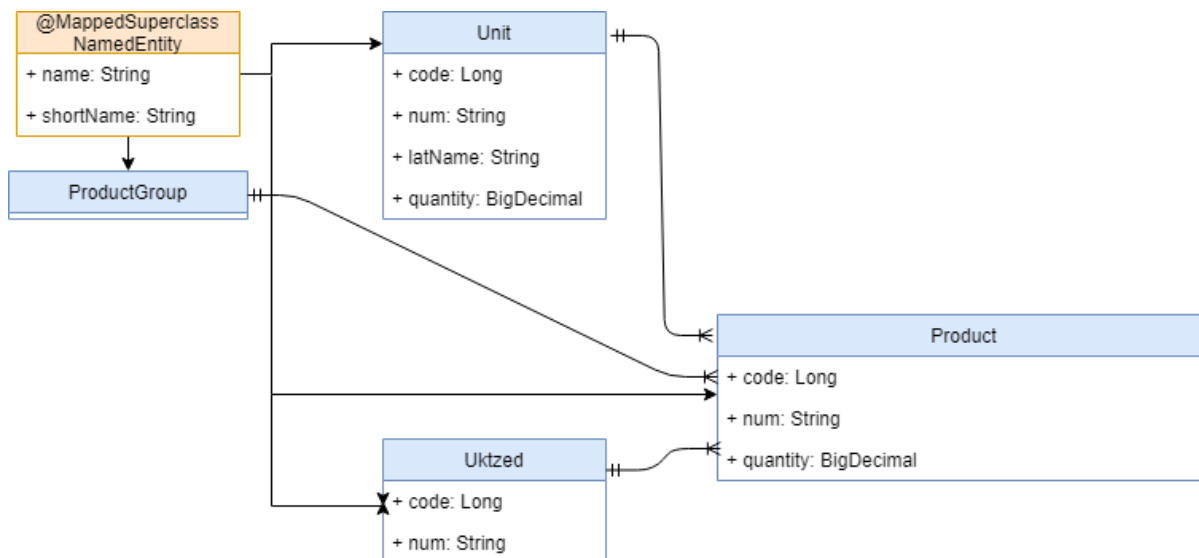 @MappedSuperclass
NamedEntity
+ name: String
+ shortName: String
ProductGroup
Unit
+ code: Long
+ num: String
+ latName: String
+ quantity: BigDecimal
Product
+ code: Long
+ num: String
+ quantity: BigDecimal
Uktzed
+ code: Long
+ num: String